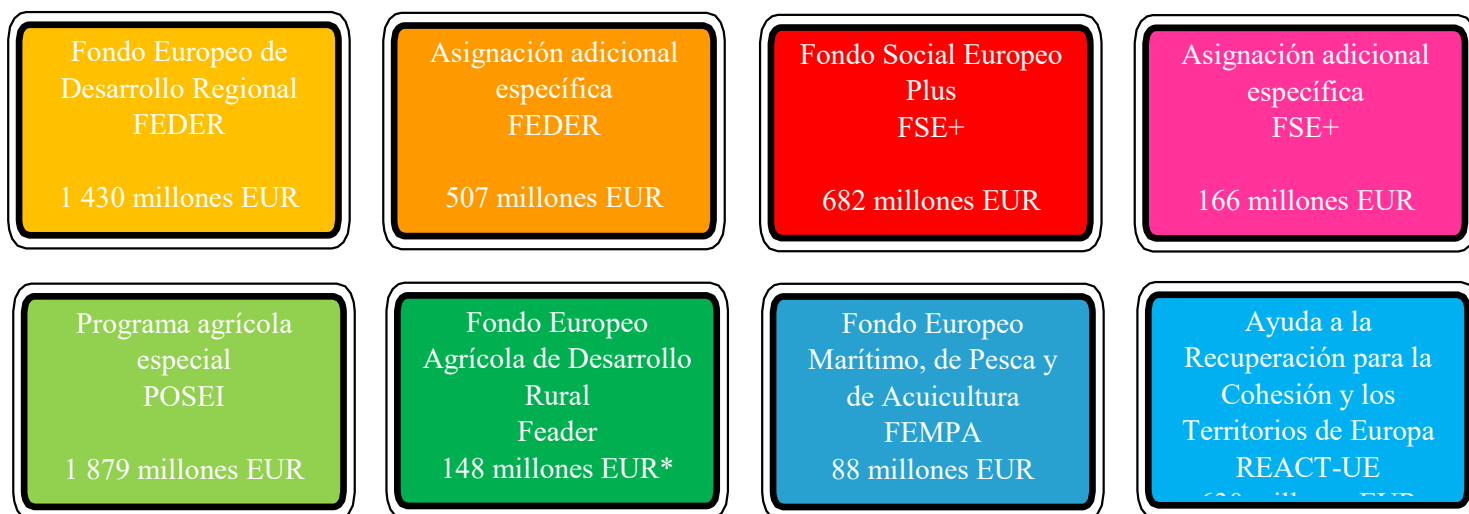 Fondo Europeo de
Desarrollo Regional
FEDER
1 430 millones EUR
Asignación adicional
específica
FEDER
507 millones EUR
Fondo Social Europeo
Plus
FSE+
682 millones EUR
Asignación adicional
específica
FSE+
166 millones EUR
Programa agrícola
especial
POSEI
1 879 millones EUR
Fondo Europeo
Agrícola de Desarrollo
Rural
Feader
148 millones EUR*
Fondo Europeo
Marítimo, de Pesca y
de Acuicultura
FEMPA
88 millones EUR
Ayuda a la
Recuperación para la
Cohesión y los
Territorios de Europa
REACT-UE